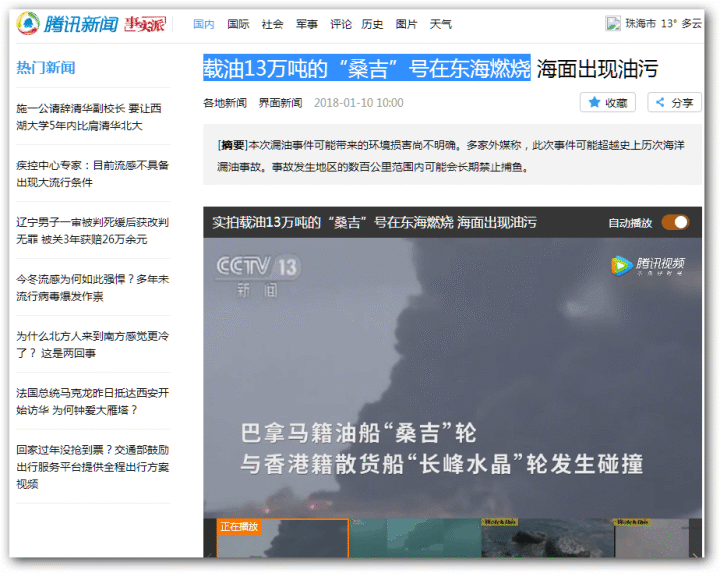 腾讯新闻 事实派 国内 国际 社会 军事 评论 历史 图片 天气 珠海市 13° 多云
热门新闻
施一公请辞清华副校长 要让西
湖大学5年内比肩清华北大
疾控中心专家：目前流感不具备
出现大流行条件
辽宁男子一审被判死缓后获改判
无罪 被关3年获赔26万余元
今冬流感为何如此强悍？多年未
流行病毒爆发作祟
为什么北方人来到南方感觉更冷
了？ 这是两回事
法国总统马克龙昨日抵达西安开
始访华 为何钟爱大雁塔？
回家过年没抢到票？交通部鼓励
出行服务平台提供全程出行方案
视频
载油13万吨的“桑吉”号在东海燃烧 海面出现油污
各地新闻 界面新闻 2018-01-10 10:00 收藏 分享
[摘要]本次漏油事件可能带来的环境损害尚不明确。多家外媒称，此次事件可能超越史上历次海洋
漏油事故。事故发生地区的数百公里范围内可能会长期禁止捕鱼。
实拍载油13万吨的“桑吉”号在东海燃烧 海面出现油污 自动播放
CCTV 13
新 闻
腾讯视频
巴拿马籍油船“桑吉”轮
与香港籍散货船“长峰水晶”轮发生碰撞
正在播放